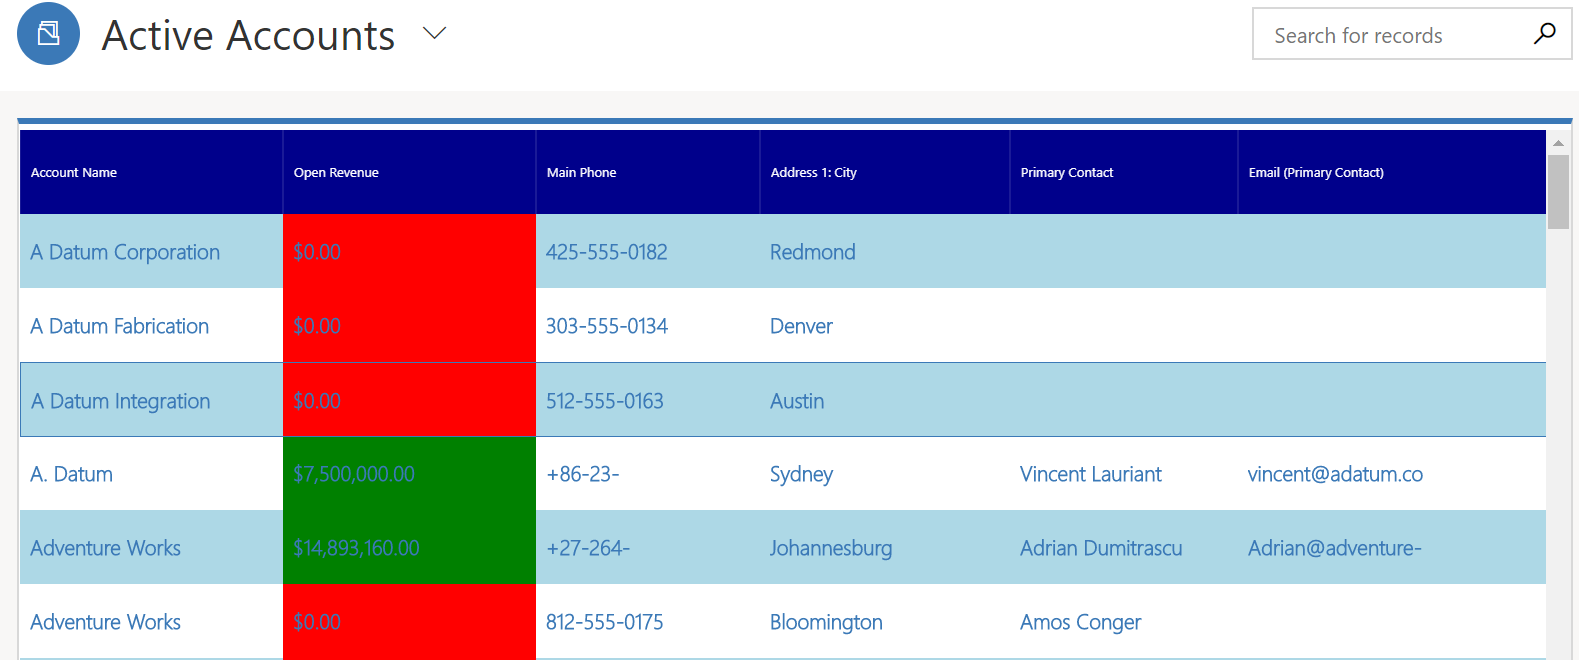 Active Accounts
Search for records
Account Name Open Revenue Main Phone Address 1: City Primary Contact Email (Primary Contact)
A Datum Corporation $0.00 425-555-0182 Redmond
A Datum Fabrication $0.00 303-555-0134 Denver
A Datum Integration $0.00 512-555-0163 Austin
A. Datum $7,500,000.00 +86-23- Sydney Vincent Lauriant vincent@adatum.co
Adventure Works $14,893,160.00 +27-264- Johannesburg Adrian Dumitrascu Adrian@adventure-
Adventure Works $0.00 812-555-0175 Bloomington Amos Conger